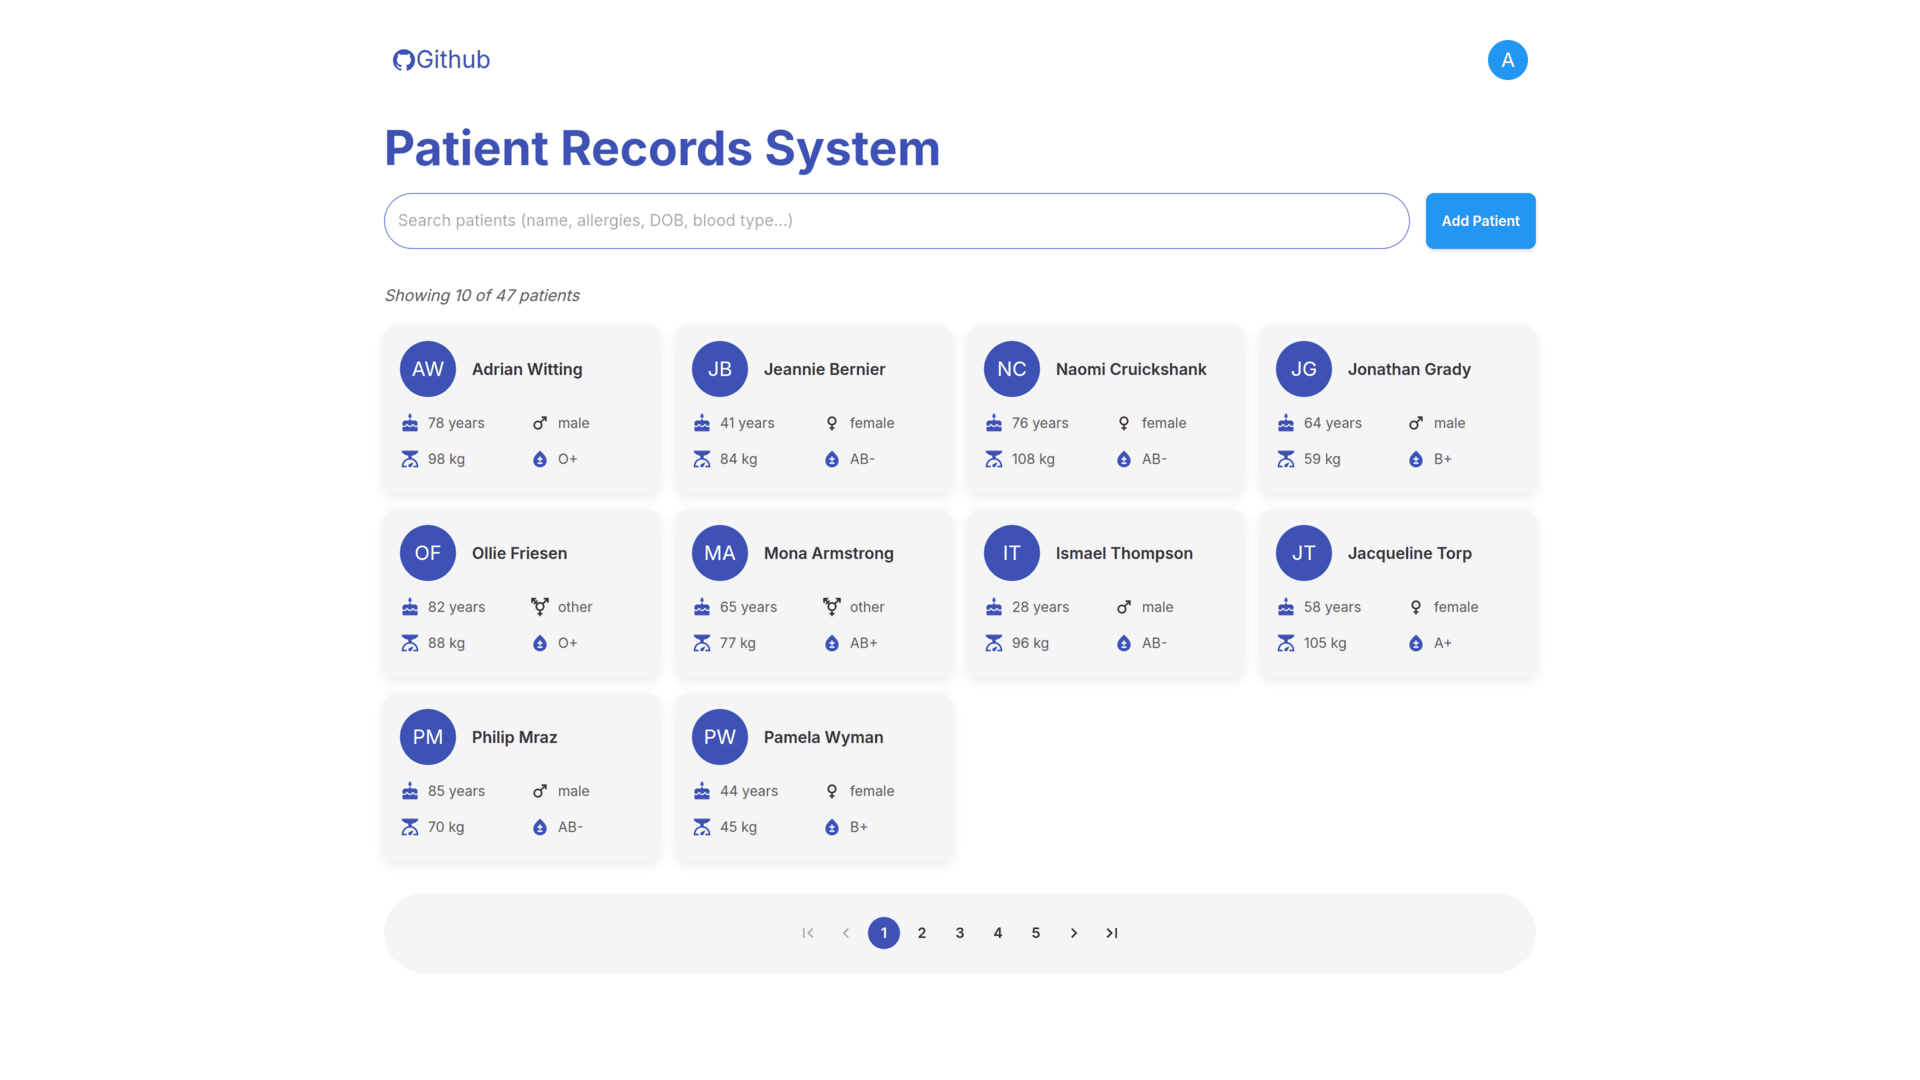 Github
A
Patient Records System
Search patients (name, allergies, DOB, blood type...)
Add Patient
Showing 10 of 47 patients
AW Adrian Witting
78 years male
98 kg O+
JB Jeannie Bernier
41 years female
84 kg AB-
NC Naomi Cruickshank
76 years female
108 kg AB-
JG Jonathan Grady
64 years male
59 kg B+
OF Ollie Friesen
82 years other
88 kg O+
MA Mona Armstrong
65 years other
77 kg AB+
IT Ismael Thompson
28 years male
96 kg AB-
JT Jacqueline Torp
58 years female
105 kg A+
PM Philip Mraz
85 years male
70 kg AB-
PW Pamela Wyman
44 years female
45 kg B+
1 2 3 4 5